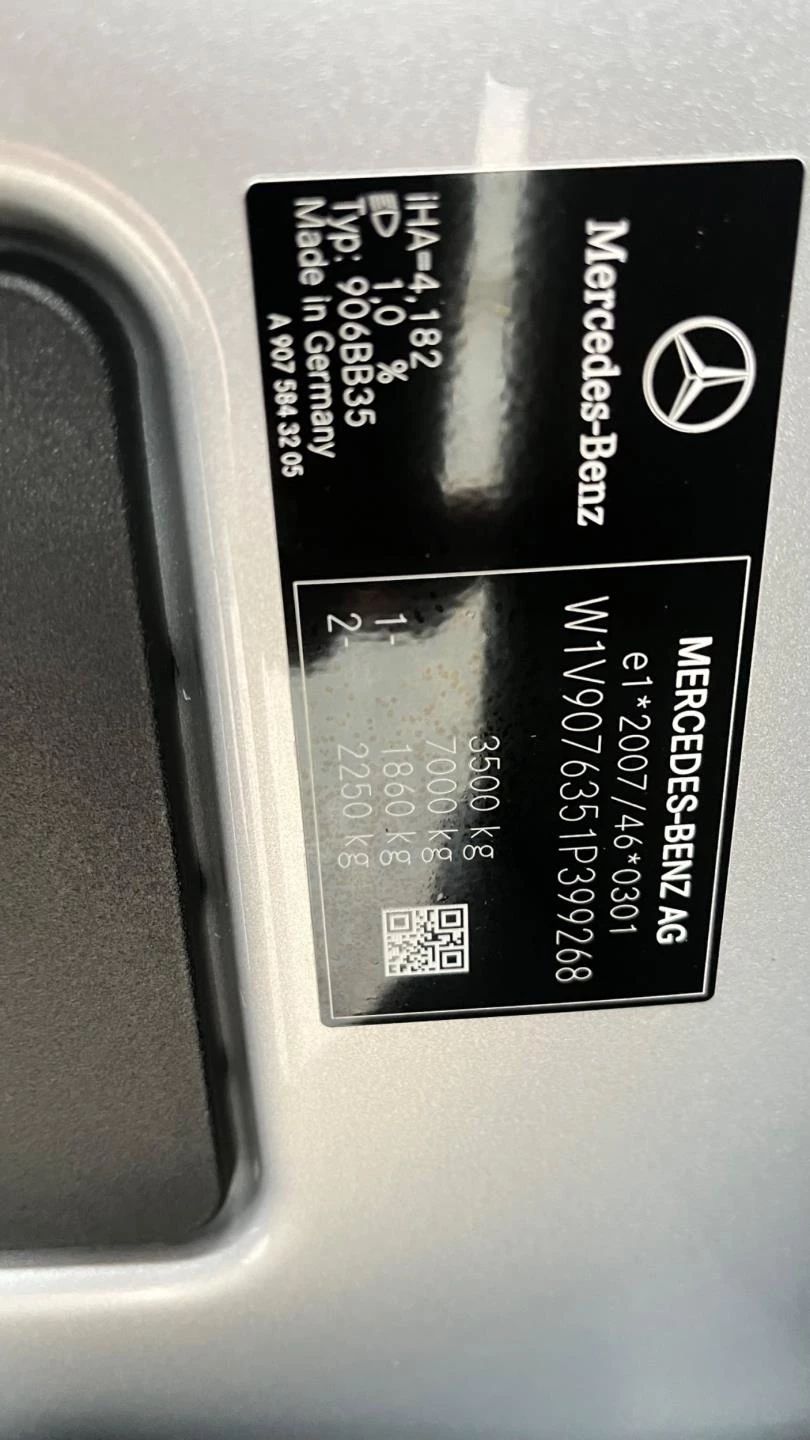 Mercedes-Benz
iHA=4,182
1,0 %
Typ: 906BB35
Made in Germany
A 907 584 32 05
MERCEDES-BENZ AG
e1*2007/46*0301
W1V9076351P399268
3500 kg
7000 kg
1- 1860 kg
2- 2250 kg